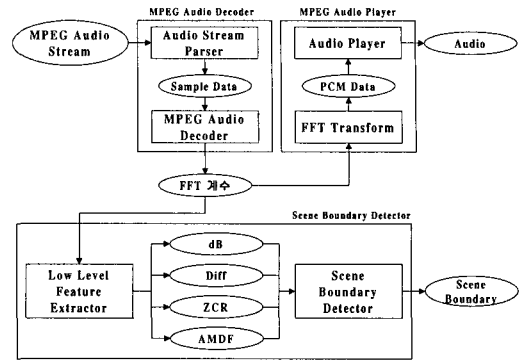 MPEG Audio Decoder
MPEG Audio Player
MPEG Audio
Stream
Audio Stream
Parser
Audio Player
Audio
Sample Data
PCM Data
MPEG Audio
Decoder
FFT Transform
FFT 계수
Scene Boundary Detector
dB
Low Level
Feature
Extractor
Diff
ZCR
AMDF
Scene
Boundary
Detector
Scene
Boundary